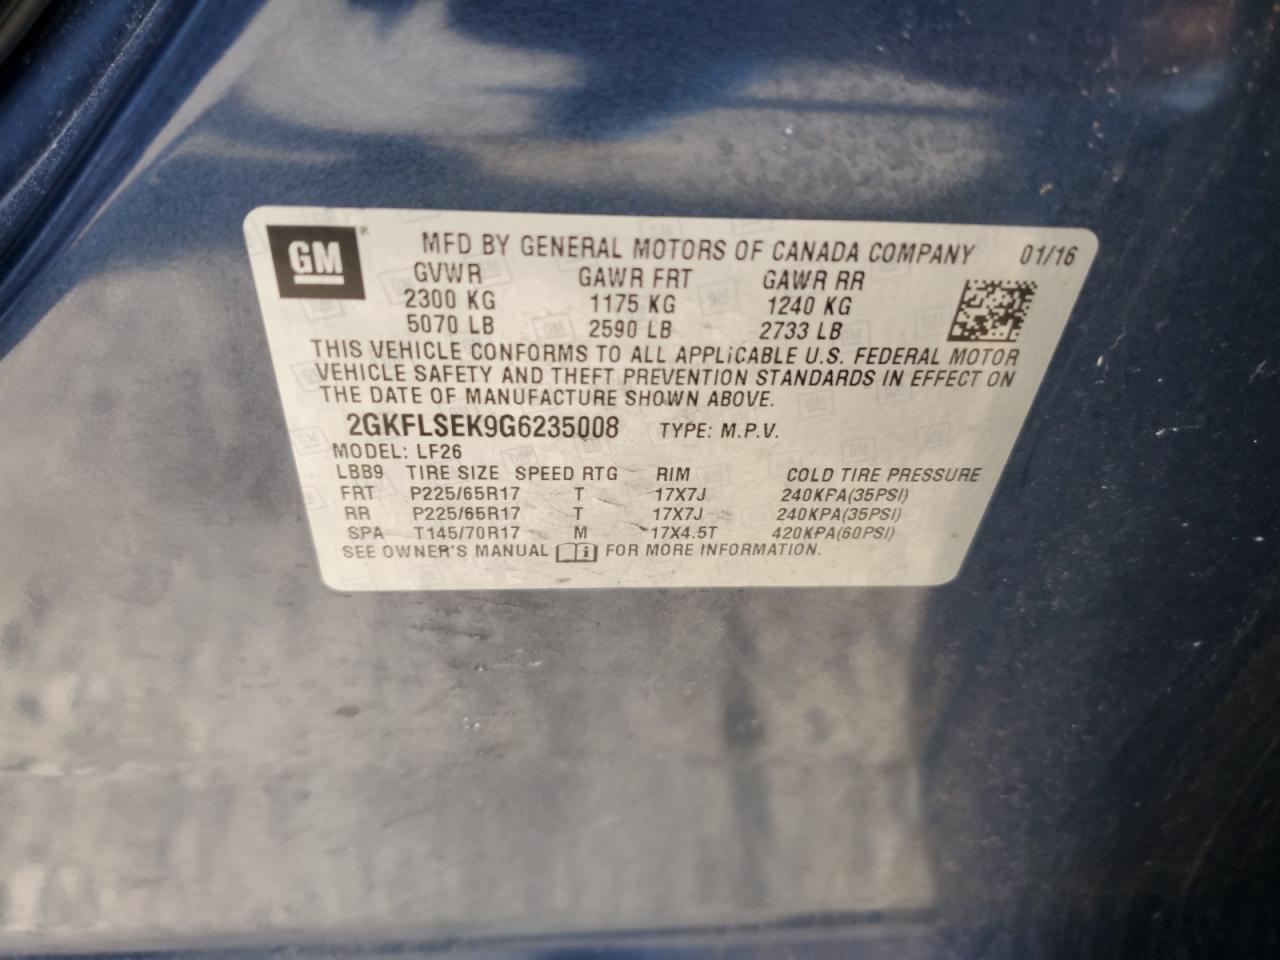 GM ® MFD BY GENERAL MOTORS OF CANADA COMPANY 01/16
GVWR GAWR FRT GAWR RR
2300 KG 1175 KG 1240 KG
5070 LB 2590 LB 2733 LB
THIS VEHICLE CONFORMS TO ALL APPLiCABLE U.S. FEDERAL MOTOR
VEHICLE SAFETY AND THEFT PREVENTION STANDARDS IN EFFECT ON
THE DATE OF MANUFACTURE SHOWN ABOVE.
2GKFLSEK9G6235008 TYPE: M.P.V.
MODEL: LF26
LBB9 TIRE SIZE SPEED RTG RIM COLD TIRE PRESSURE
FRT P225/65R17 T 17X7J 240KPA(35PSI)
RR P225/65R17 T 17X7J 240KPA(35PSI)
SPA T145/70R17 M 17X4.5T 420KPA(60PSI)
SEE OWNER'S MANUAL i FOR MORE INFORMATION.